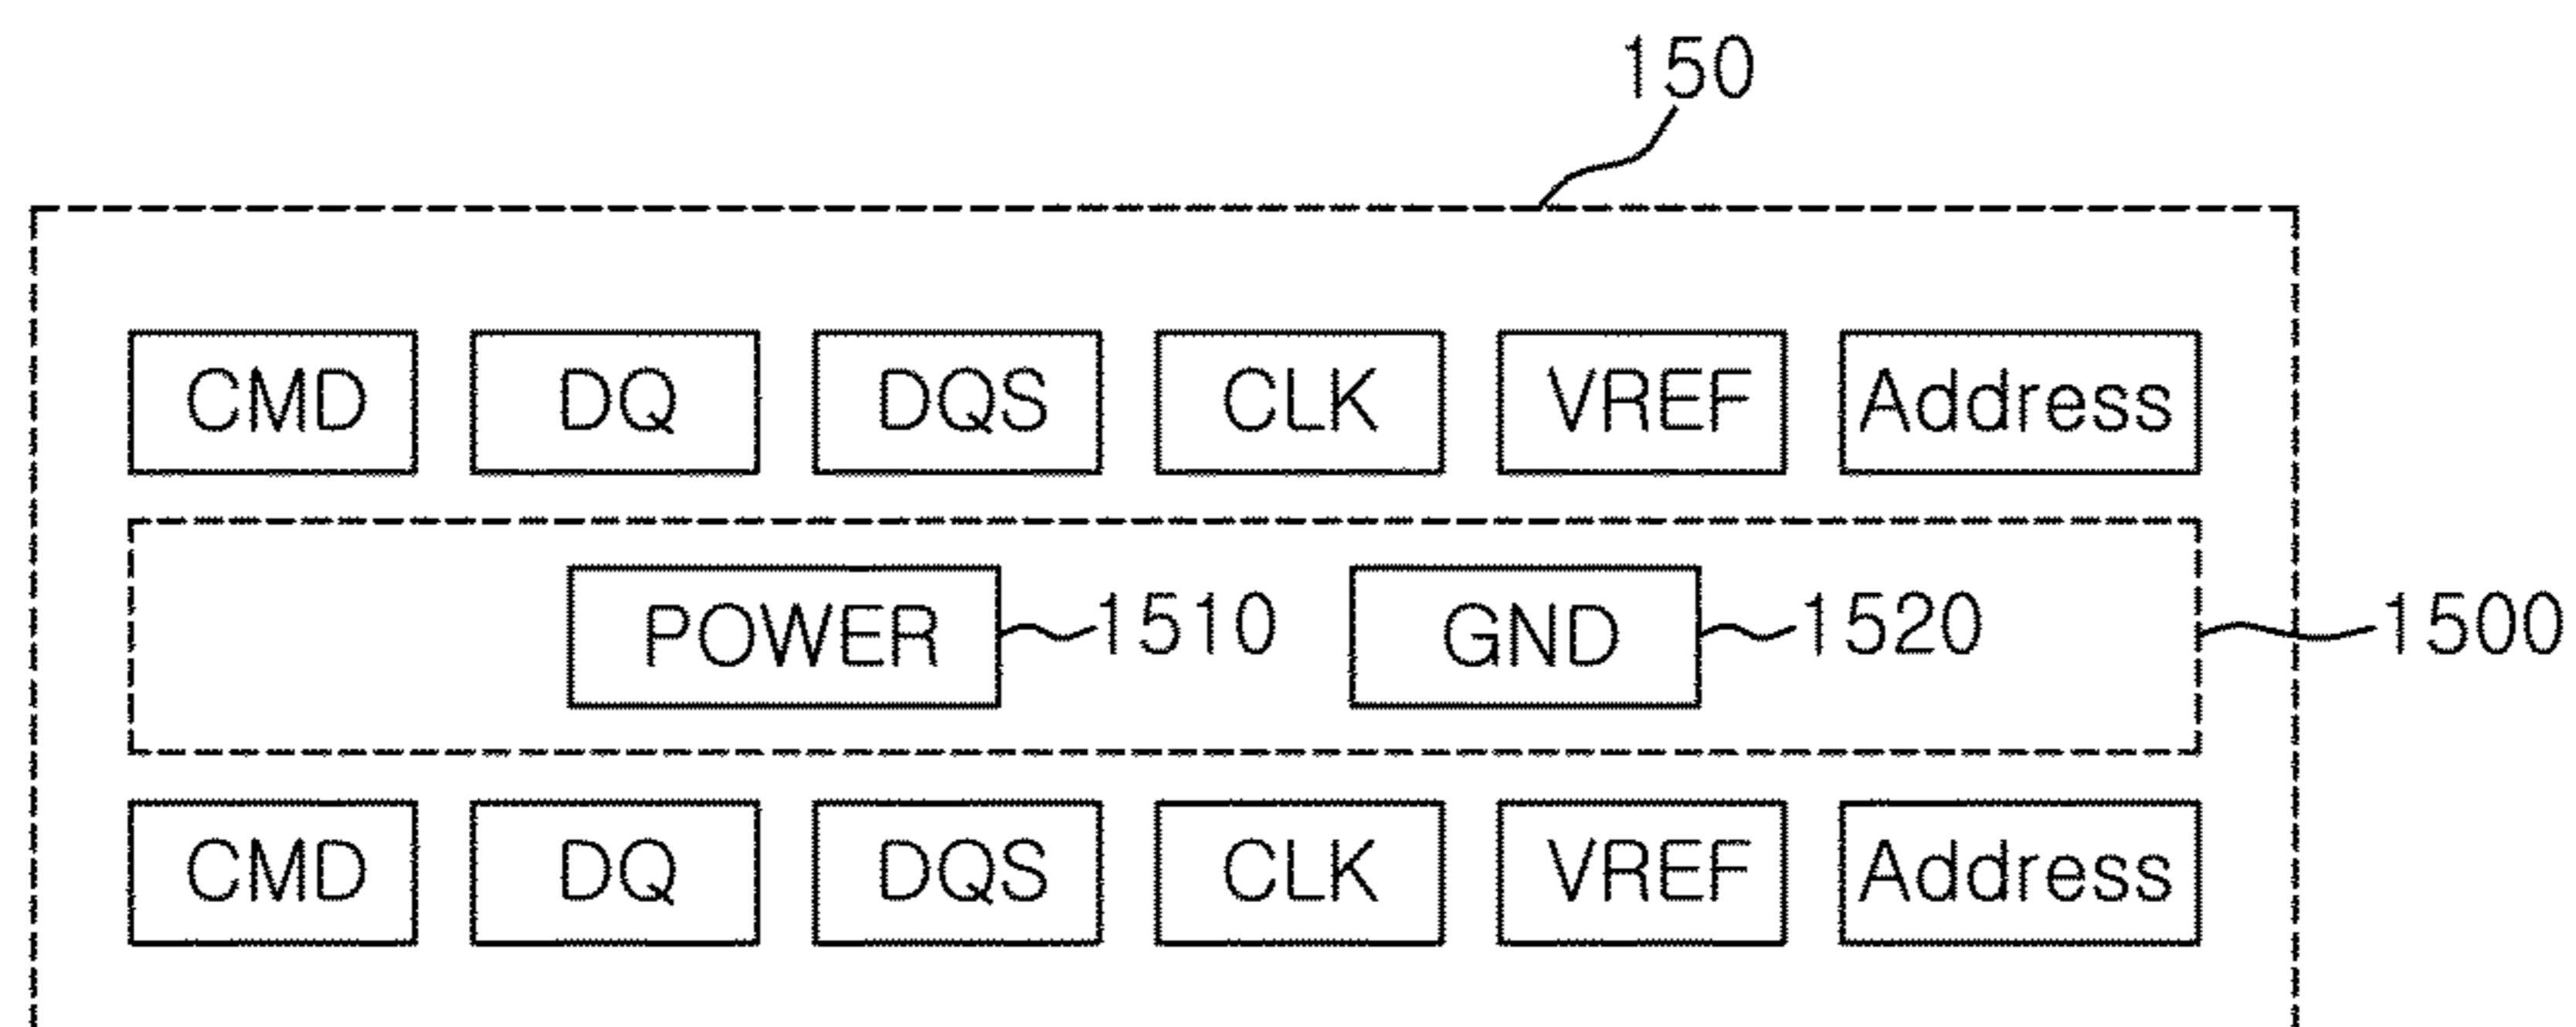 150
CMD DQ DQS CLK VREF Address
POWER 1510 GND 1520 1500
CMD DQ DQS CLK VREF Address